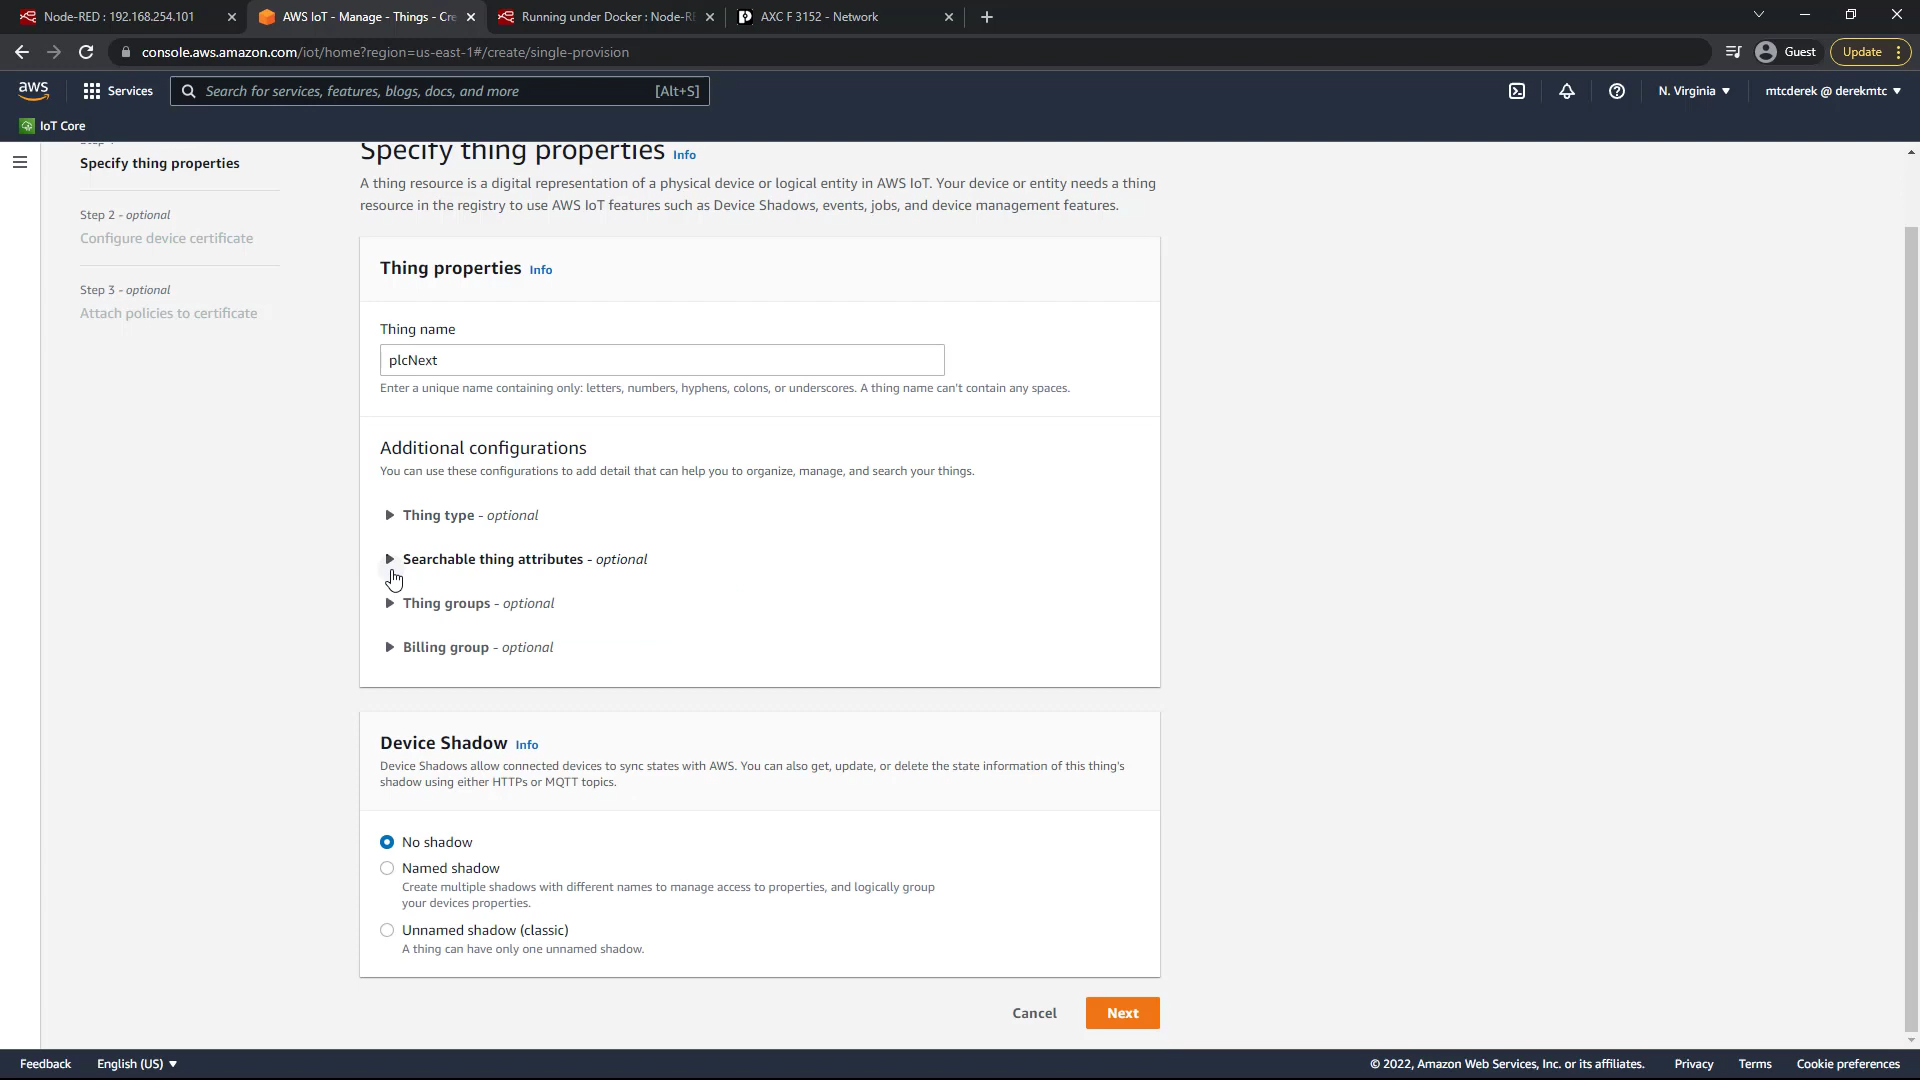 Node-RED : 192.168.254.101
AWS IoT - Manage - Things - Cre
Running under Docker : Node-RE
AXC F 3152 - Network
console.aws.amazon.com/iot/home?region=us-east-1#/create/single-provision
Guest
Update
aws
Services
Search for services, features, blogs, docs, and more
[Alt+S]
N. Virginia
mtcderek @ derekmtc
IoT Core
Specify thing properties
Step 2 - optional
Configure device certificate
Step 3 - optional
Attach policies to certificate
Specify thing properties Info
A thing resource is a digital representation of a physical device or logical entity in AWS IoT. Your device or entity needs a thing
resource in the registry to use AWS IoT features such as Device Shadows, events, jobs, and device management features.
Thing properties Info
Thing name
plcNext
Enter a unique name containing only: letters, numbers, hyphens, colons, or underscores. A thing name can't contain any spaces.
Additional configurations
You can use these configurations to add detail that can help you to organize, manage, and search your things.
Thing type - optional
Searchable thing attributes - optional
Thing groups - optional
Billing group - optional
Device Shadow Info
Device Shadows allow connected devices to sync states with AWS. You can also get, update, or delete the state information of this thing's
shadow using either HTTPs or MQTT topics.
No shadow
Named shadow
Create multiple shadows with different names to manage access to properties, and logically group
your devices properties.
Unnamed shadow (classic)
A thing can have only one unnamed shadow.
Cancel
Next
Feedback
English (US)
© 2022, Amazon Web Services, Inc. or its affiliates.
Privacy
Terms
Cookie preferences